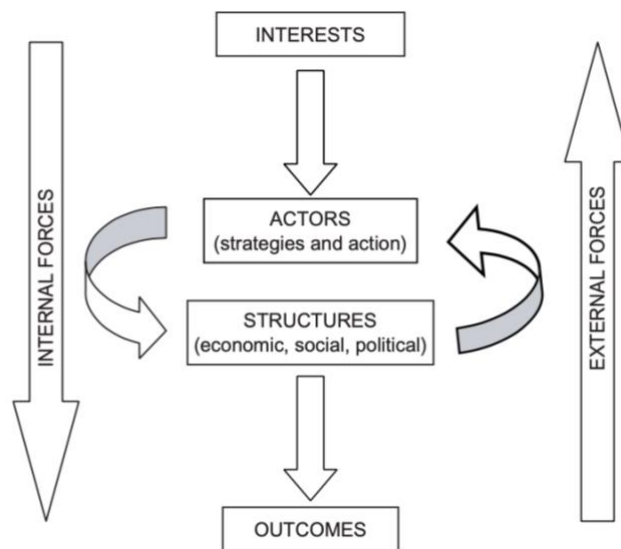 INTERESTS
ACTORS
(strategies and action)
STRUCTURES
(economic, social, political)
OUTCOMES
INTERNAL FORCES
EXTERNAL FORCES